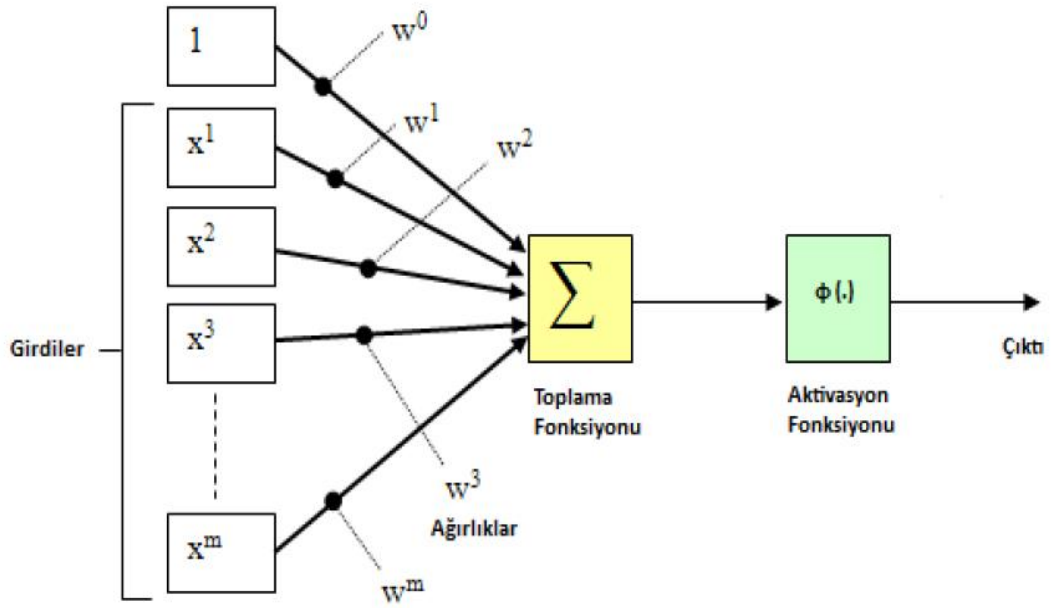 1
w⁰
x¹
w¹
x²
w²
x³
Girdiler
∑
ϕ(.)
Çıktı
Toplama
Fonksiyonu
Aktivasyon
Fonksiyonu
w³
Ağırlıklar
xᵐ
wᵐ